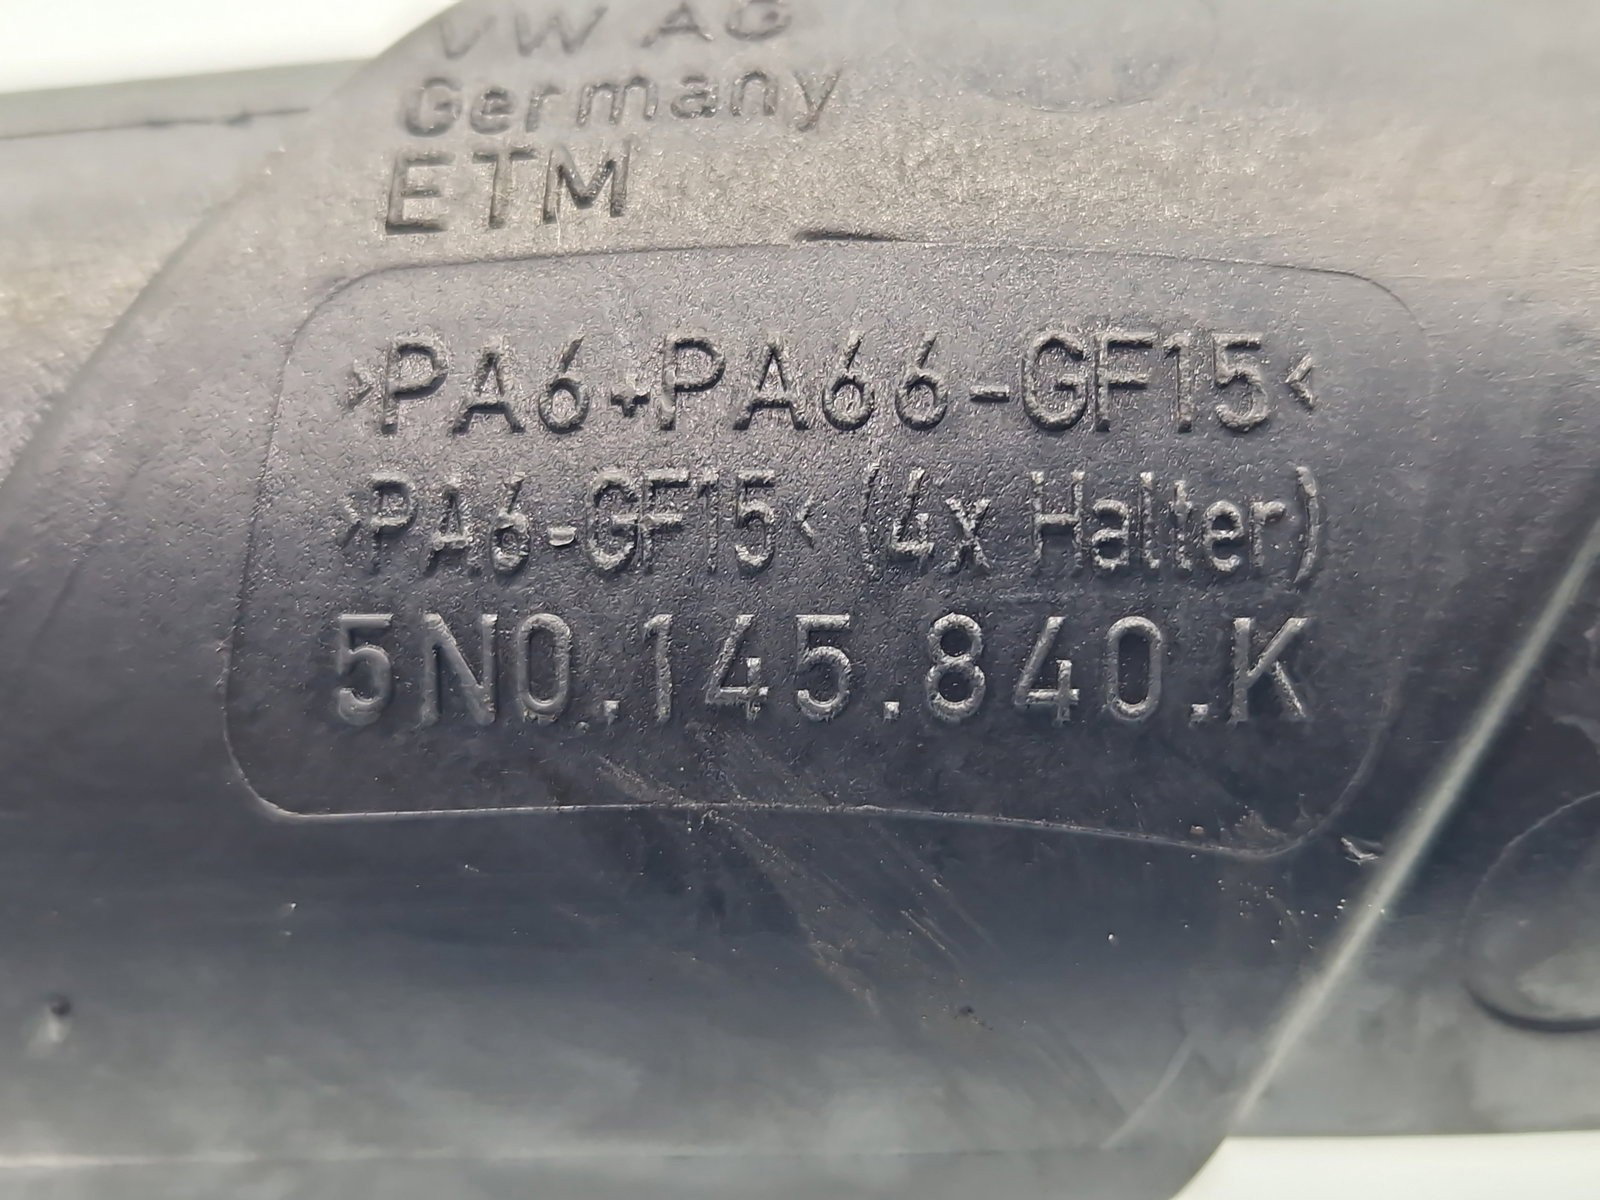 VW AG
Germany
ETM
>PA6+PA66-GF15<
>PA6-GF15< (4x Halter)
5N0.145.840.K